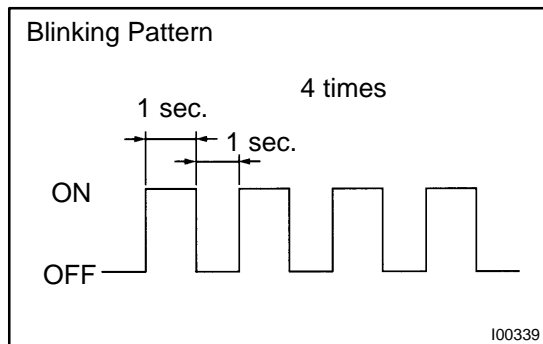 Blinking Pattern
4 times
1 sec.
1 sec.
ON
OFF
I00339